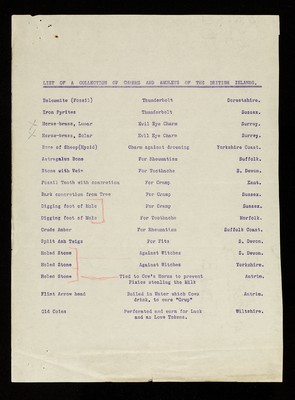 LIST OF A COLLECTION OF CHARMS AND AMULETS OF THE BRITISH ISLANDS.
Belemnite (Fossil) Thunderbolt Dorsetshire.
Iron Pyrites Thunderbolt Sussex.
Horse-brass, Lunar Evil Eye Charm Surrey.
Horse-brass, Solar Evil Eye Charm Surrey.
Bone of Sheep (Hyoid) Charm against drowning Yorkshire Coast.
Astragalus Bone For Rheumatism Suffolk.
Stone with Vein For Toothache S. Devon.
Fossil Tooth with concretion For Cramp Kent.
Bark concretion from Tree For Cramp Sussex.
Digging foot of Mole For Cramp Sussex.
Digging foot of Mole For Toothache Norfolk.
Crude Amber For Rheumatism Suffolk Coast.
Split Ash Twigs For Fits S. Devon.
Holed Stone Against Witches S. Devon.
Holed Stone Against Witches Yorkshire.
Holed Stone Tied to Cow's Horns to prevent Antrim.
Pixies stealing the Milk
Flint Arrow head Boiled in Water which Cows Antrim.
drink, to cure "Grup"
Old Coins Perforated and worn for Luck Wiltshire.
and as Love Tokens.